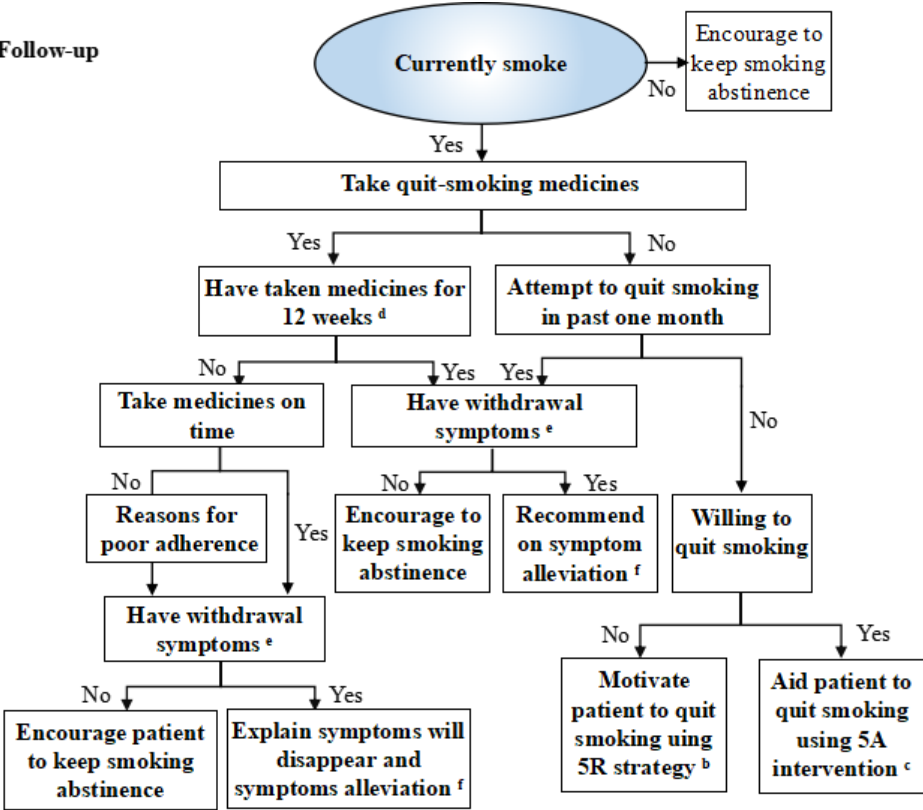 Follow-up
Currently smoke
No
Encourage to
keep smoking
abstinence
Yes
Take quit-smoking medicines
Yes
No
Have taken medicines for
12 weeks ᵈ
Attempt to quit smoking
in past one month
No
Yes
Yes
No
Take medicines on
time
Have withdrawal
symptoms ᵉ
No
Yes
No
Yes
Reasons for
poor adherence
Encourage to
keep smoking
abstinence
Recommend
on symptom
alleviation ᶠ
Willing to
quit smoking
Have withdrawal
symptoms ᵉ
No
Yes
No
Yes
Encourage patient
to keep smoking
abstinence
Explain symptoms will
disappear and
symptoms alleviation ᶠ
Motivate
patient to quit
smoking uing
5R strategy ᵇ
Aid patient to
quit smoking
using 5A
intervention ᶜ